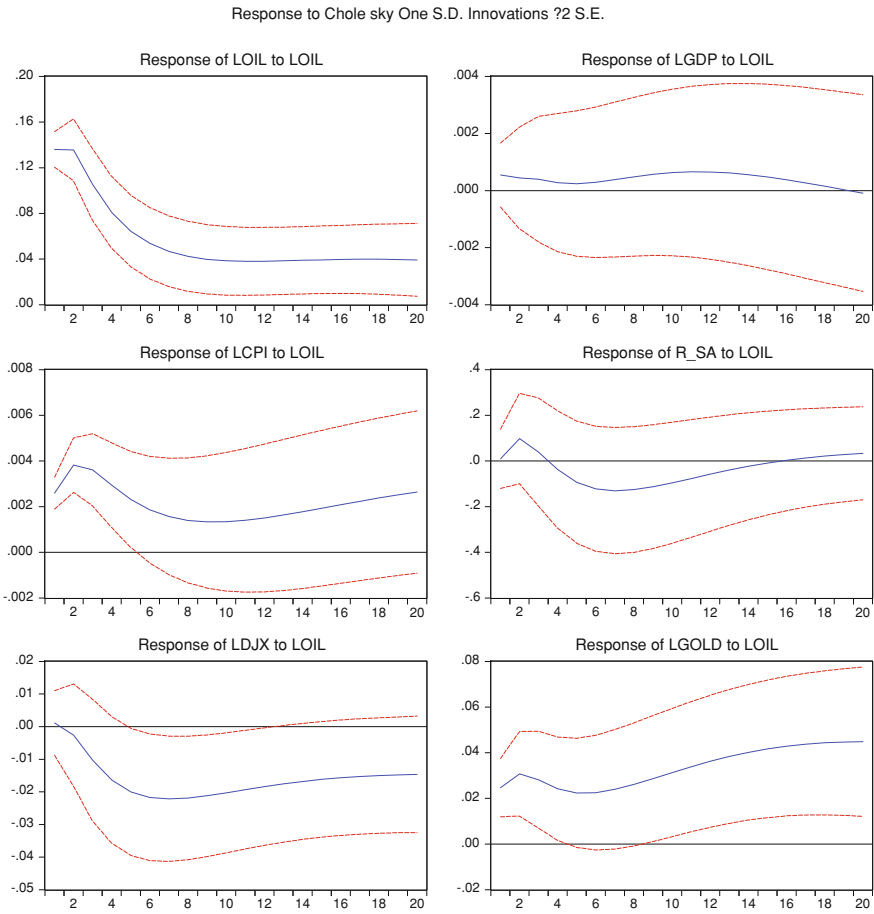 Response to Chole sky One S.D. Innovations ?2 S.E.
Response of LOIL to LOIL
.20
.16
.12
.08
.04
.00
2 4 6 8 10 12 14 16 18 20
Response of LGDP to LOIL
.004
.002
.000
-.002
-.004
2 4 6 8 10 12 14 16 18 20
Response of LCPI to LOIL
.008
.006
.004
.002
.000
-.002
2 4 6 8 10 12 14 16 18 20
Response of R_SA to LOIL
.4
.2
.0
-.2
-.4
-.6
2 4 6 8 10 12 14 16 18 20
Response of LDJX to LOIL
.02
.01
.00
-.01
-.02
-.03
-.04
-.05
2 4 6 8 10 12 14 16 18 20
Response of LGOLD to LOIL
.08
.06
.04
.02
.00
-.02
2 4 6 8 10 12 14 16 18 20